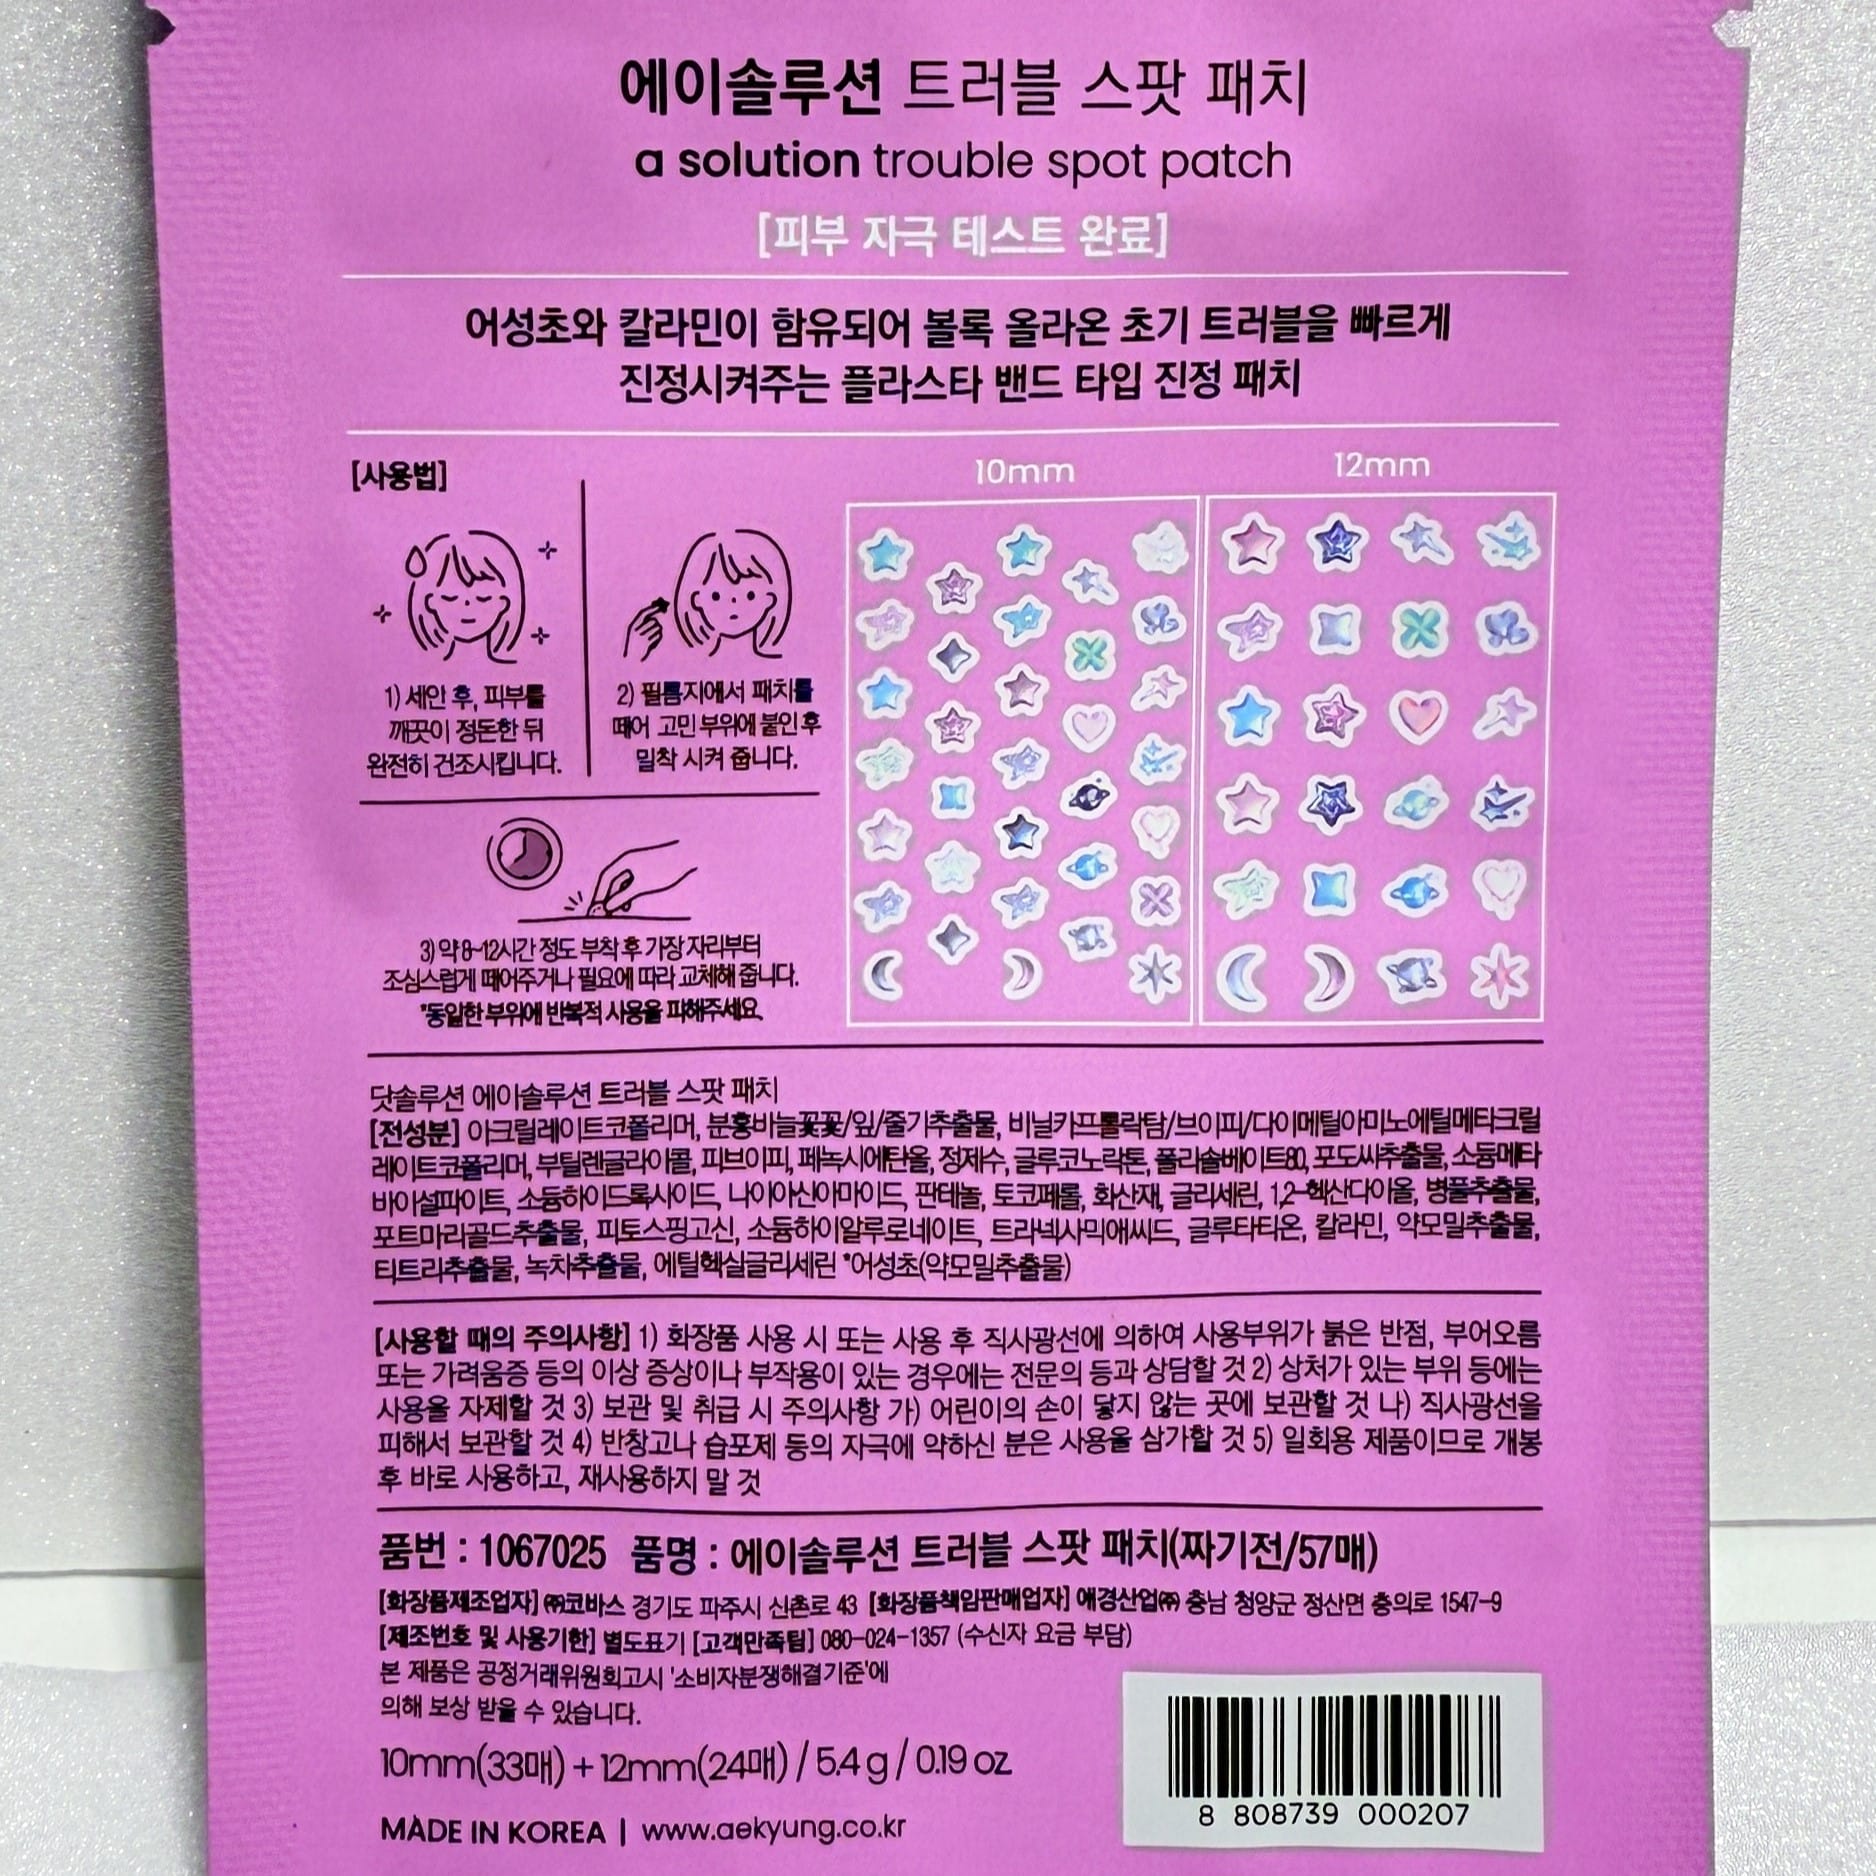 에이솔루션 트러블 스팟 패치
a solution trouble spot patch
[피부 자극 테스트 완료]
어성초와 칼라민이 함유되어 볼록 올라온 초기 트러블을 빠르게
진정시켜주는 플라스타 밴드 타입 진정 패치
[사용법]
1) 세안 후, 피부를
깨끗이 정돈한 뒤
완전히 건조시킵니다.
2) 필름지에서 패치를
떼어 고민 부위에 붙인 후
밀착 시켜 줍니다.
3) 약 8~12시간 정도 부착 후 가장 자리부터
조심스럽게 떼어주거나 필요에 따라 교체해 줍니다.
*동일한 부위에 반복적 사용을 피해주세요.
10mm
12mm
닷솔루션 에이솔루션 트러블 스팟 패치
[전성분] 아크릴레이트코폴리머, 분홍바늘꽃꽃/잎/줄기추출물, 비닐카프롤락탐/브이피/다이메틸아미노에틸메타크릴
레이트코폴리머, 부틸렌글라이콜, 피브이피, 페녹시에탄올, 정제수, 글루코노락톤, 폴리솔베이트80, 포도씨추출물, 소듐메타
바이설파이트, 소듐하이드록사이드, 나이아신아마이드, 판테놀, 토코페롤, 화산재, 글리세린, 1,2-헥산다이올, 병풀추출물,
포트마리골드추출물, 피토스핑고신, 소듐하이알루로네이트, 트라넥사믹애씨드, 글루타티온, 칼라민, 약모밀추출물,
티트리추출물, 녹차추출물, 에틸헥실글리세린 *어성초(약모밀추출물)
[사용할 때의 주의사항] 1) 화장품 사용 시 또는 사용 후 직사광선에 의하여 사용부위가 붉은 반점, 부어오름
또는 가려움증 등의 이상 증상이나 부작용이 있는 경우에는 전문의 등과 상담할 것 2) 상처가 있는 부위 등에는
사용을 자제할 것 3) 보관 및 취급 시 주의사항 가) 어린이의 손이 닿지 않는 곳에 보관할 것 나) 직사광선을
피해서 보관할 것 4) 반창고나 습포제 등의 자극에 약하신 분은 사용을 삼가할 것 5) 일회용 제품이므로 개봉
후 바로 사용하고, 재사용하지 말 것
품번 : 1067025 품명 : 에이솔루션 트러블 스팟 패치(짜기전/57매)
[화장품제조업자] ㈜코바스 경기도 파주시 신촌로 43 [화장품책임판매업자] 애경산업㈜ 충남 청양군 정산면 충의로 1547-9
[제조번호 및 사용기한] 별도표기 [고객만족팀] 080-024-1357 (수신자 요금 부담)
본 제품은 공정거래위원회고시 '소비자분쟁해결기준'에
의해 보상 받을 수 있습니다.
10mm(33매) + 12mm(24매) / 5.4 g / 0.19 oz
MADE IN KOREA | www.aekyung.co.kr
8 808739 000207